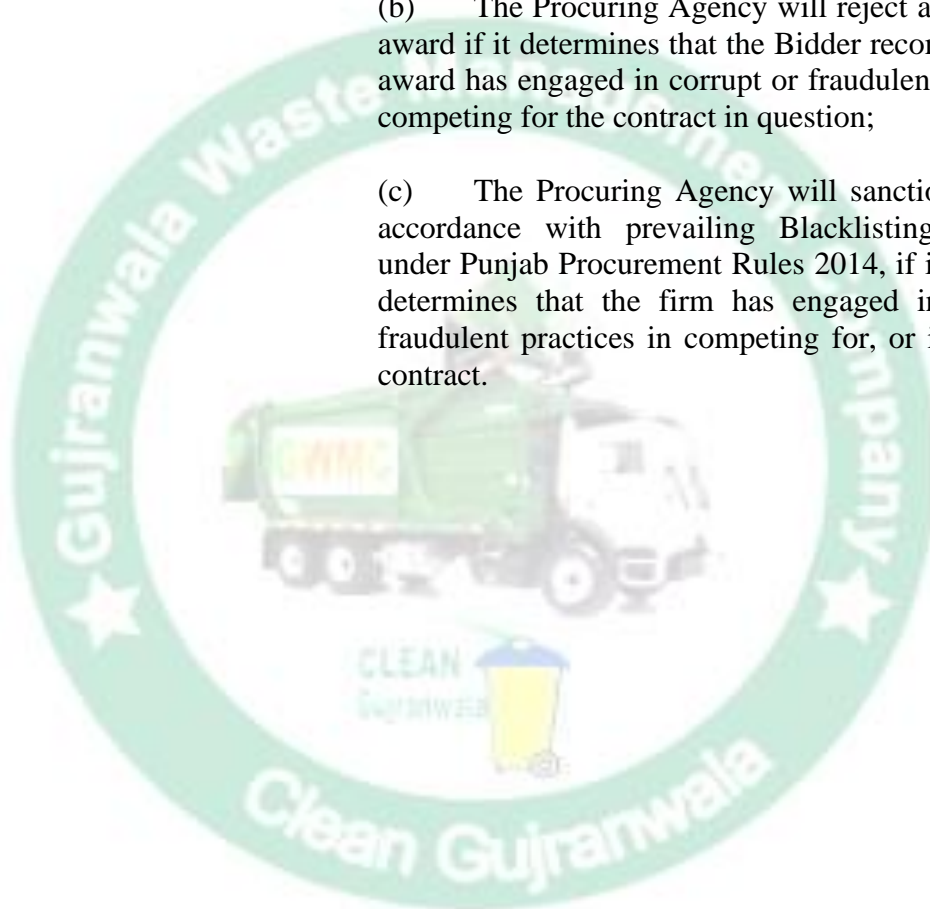 (b) The Procuring Agency will reject a
award if it determines that the Bidder recor
award has engaged in corrupt or fraudulen
competing for the contract in question;
(c) The Procuring Agency will sanctio
accordance with prevailing Blacklisting
under Punjab Procurement Rules 2014, if i
determines that the firm has engaged in
fraudulent practices in competing for, or i
contract.
Gujranwala Waste Management Company
GWMC
CLEAN
Gujranwala
Clean Gujranwala